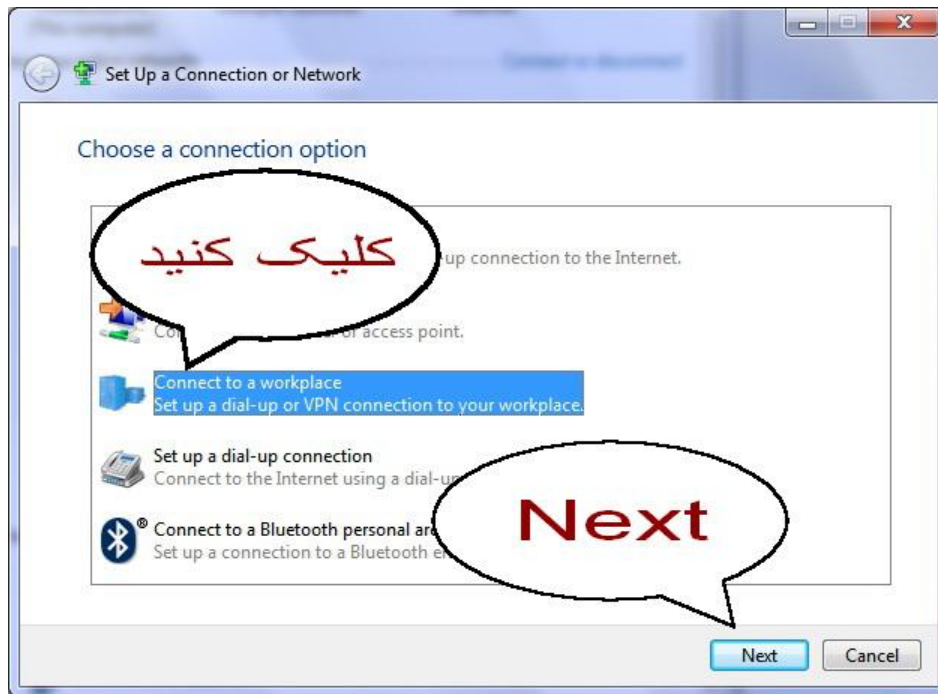 Set Up a Connection or Network
Choose a connection option
کلیک کنید
up connection to the Internet.
or access point.
Connect to a workplace
Set up a dial-up or VPN connection to your workplace.
Set up a dial-up connection
Connect to the Internet using a dial-up
Next
® Connect to a Bluetooth personal
Set up a connection to a Bluetooth
Next
Cancel